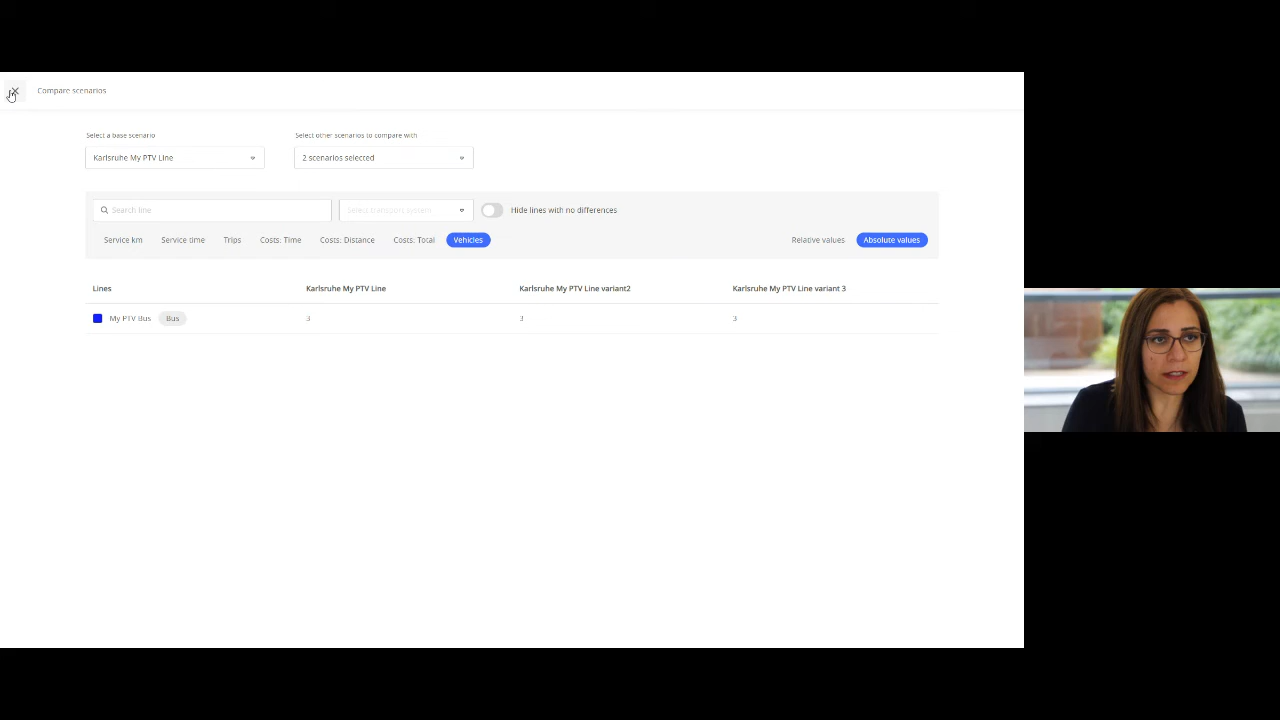 Compare scenarios
Select a base scenario
Select other scenarios to compare with
Karlsruhe My PTV Line
2 scenarios selected
Search line
Select transport system
Hide lines with no differences
Service km
Service time
Trips
Costs: Time
Costs: Distance
Costs: Total
Vehicles
Relative values
Absolute values
Lines
Karlsruhe My PTV Line
Karlsruhe My PTV Line variant2
Karlsruhe My PTV Line variant 3
My PTV Bus
Bus
3
3
3